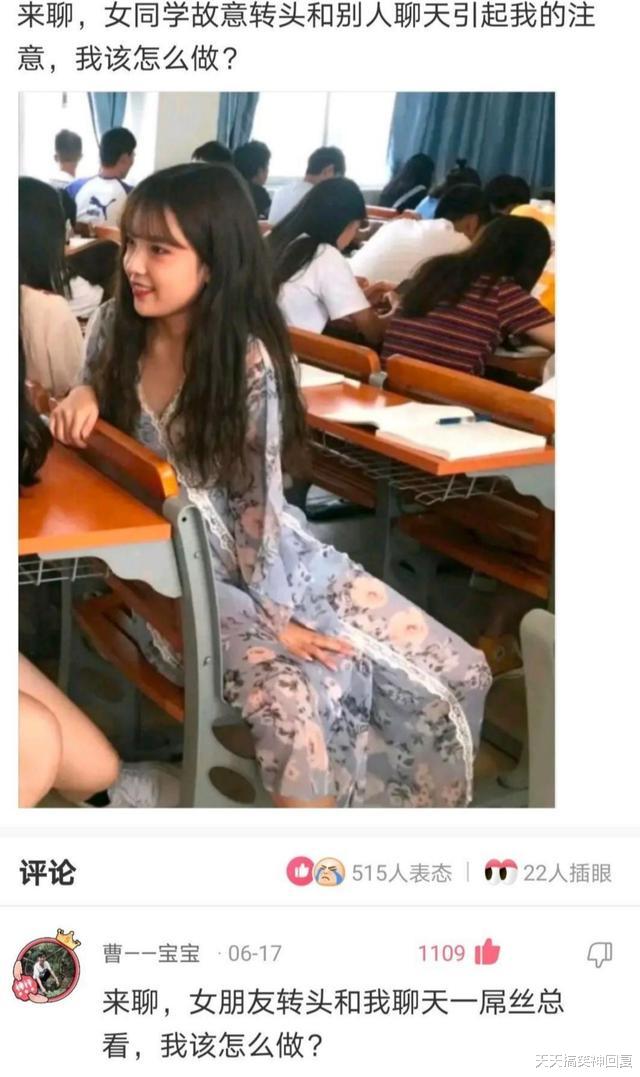 来聊，女同学故意转头和别人聊天引起我的注
意，我该怎么做？
评论
515人表态
22人插眼
曹一一宝宝 · 06-17
1109
来聊，女朋友转头和我聊天一屌丝总
看，我该怎么做？
天天搞笑神回复